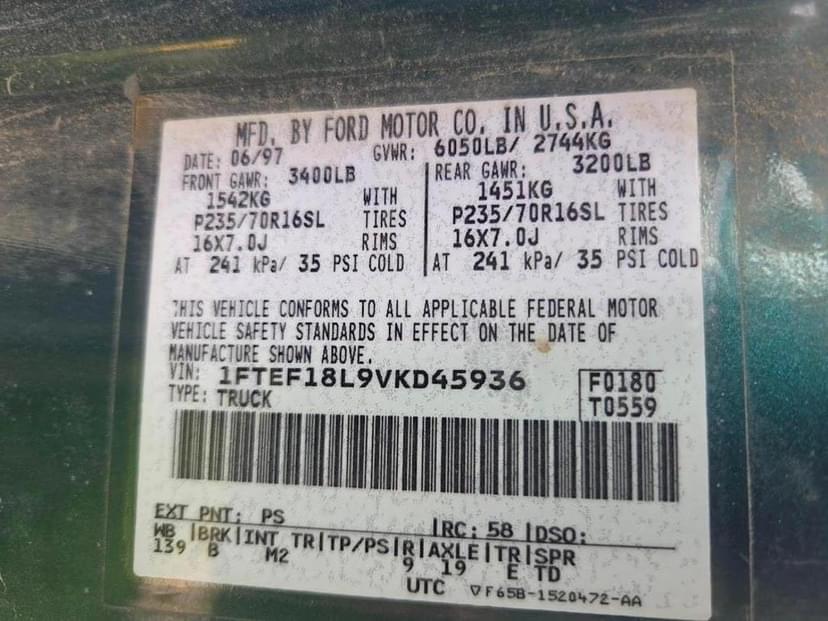 MFD. BY FORD MOTOR CO. IN U.S.A.
DATE: 06/97 GVWR: 6050LB/ 2744KG
FRONT GAWR: 3400LB REAR GAWR: 3200LB
1542KG WITH 1451KG WITH
P235/70R16SL TIRES P235/70R16SL TIRES
16X7.0J RIMS 16X7.0J RIMS
AT 241 kPa/ 35 PSI COLD AT 241 kPa/ 35 PSI COLD
THIS VEHICLE CONFORMS TO ALL APPLICABLE FEDERAL MOTOR
VEHICLE SAFETY STANDARDS IN EFFECT ON THE DATE OF
MANUFACTURE SHOWN ABOVE.
VIN: 1FTEF18L9VKD45936 F0180
TYPE: TRUCK T0559
EXT PNT: PS RC: 58 DSO:
WB BRK INT TR TP/PS R AXLE TR SPR
139 B M2 9 19 E TD
UTC ▽F65B-1520472-AA